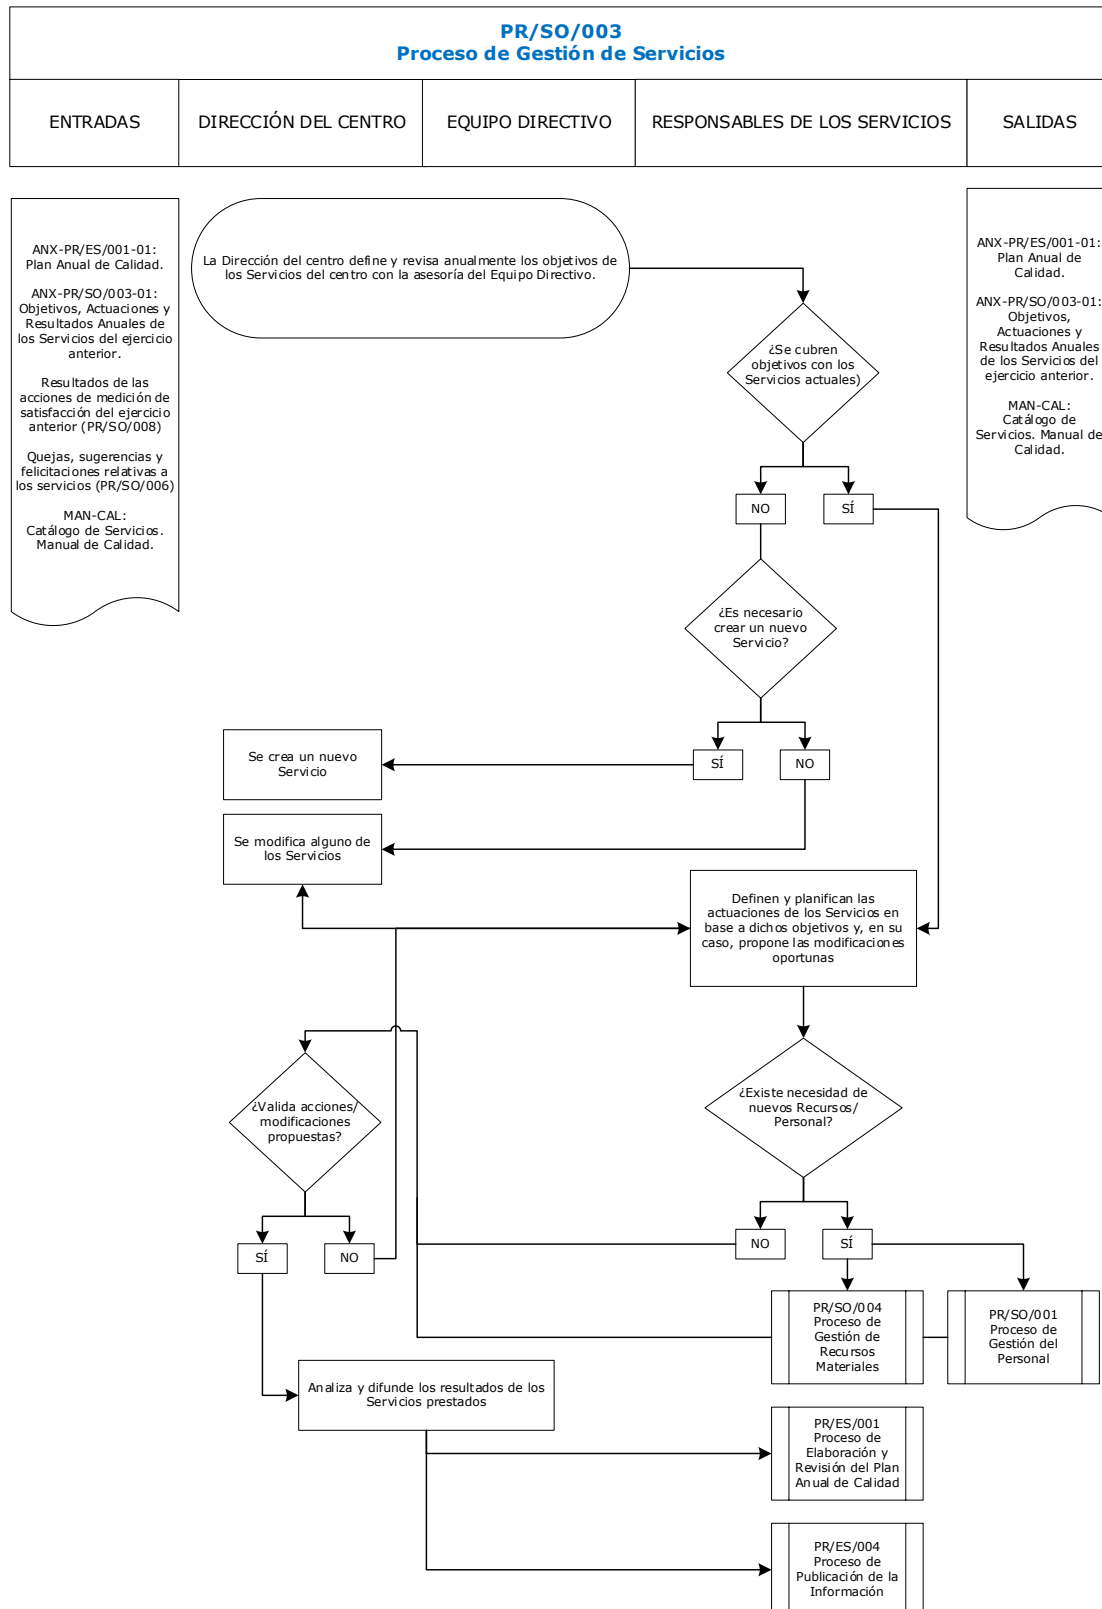 PR/SO/003
Proceso de Gestión de Servicios
ENTRADAS
DIRECCIÓN DEL CENTRO
EQUIPO DIRECTIVO
RESPONSABLES DE LOS SERVICIOS
SALIDAS
ANX-PR/ES/001-01:
Plan Anual de Calidad.
ANX-PR/SO/003-01:
Objetivos, Actuaciones y
Resultados Anuales de
los Servicios del ejercicio
anterior.
Resultados de las
acciones de medición de
satisfacción del ejercicio
anterior (PR/SO/008)
Quejas, sugerencias y
felicitaciones relativas a
los servicios (PR/SO/006)
MAN-CAL:
Catálogo de Servicios.
Manual de Calidad.
La Dirección del centro define y revisa anualmente los objetivos de
los Servicios del centro con la asesoría del Equipo Directivo.
ANX-PR/ES/001-01:
Plan Anual de
Calidad.
ANX-PR/SO/003-01:
Objetivos,
Actuaciones y
Resultados Anuales
de los Servicios del
ejercicio anterior.
MAN-CAL:
Catálogo de
Servicios. Manual de
Calidad.
¿Se cubren
objetivos con los
Servicios actuales)
NO
SÍ
¿Es necesario
crear un nuevo
Servicio?
SÍ
NO
Se crea un nuevo
Servicio
Se modifica alguno de
los Servicios
Definen y planifican las
actuaciones de los Servicios en
base a dichos objetivos y, en su
caso, propone las modificaciones
oportunas
¿Valida acciones/
modificaciones
propuestas?
¿Existe necesidad de
nuevos Recursos/
Personal?
SÍ
NO
NO
SÍ
PR/SO/004
Proceso de
Gestión de
Recursos
Materiales
PR/SO/001
Proceso de
Gestión del
Personal
Analiza y difunde los resultados de los
Servicios prestados
PR/ES/001
Proceso de
Elaboración y
Revisión del Plan
Anual de Calidad
PR/ES/004
Proceso de
Publicación de la
Información